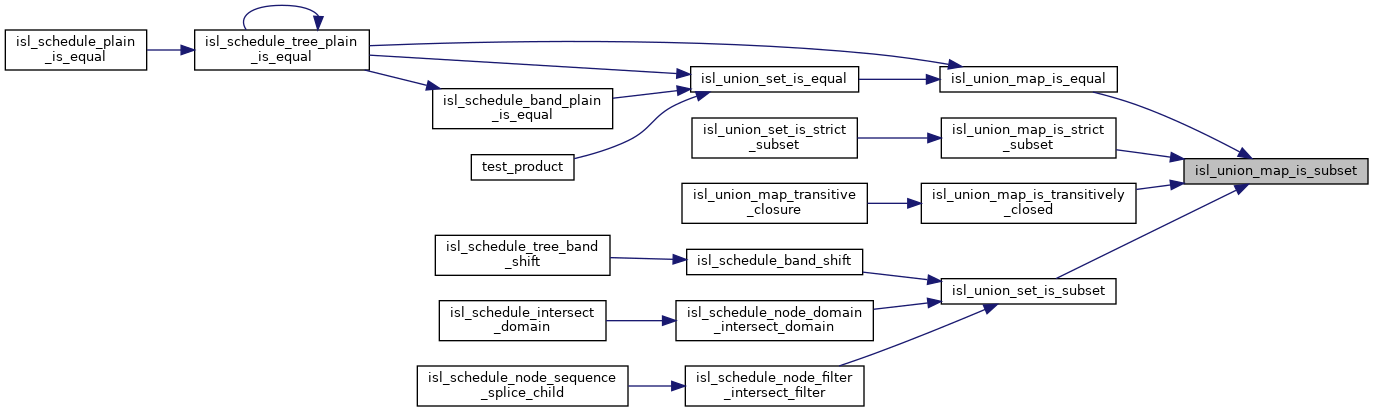 isl_schedule_plain
_is_equal
isl_schedule_tree_plain
_is_equal
isl_schedule_band_plain
_is_equal
test_product
isl_union_set_is_equal
isl_union_map_is_equal
isl_union_set_is_strict
_subset
isl_union_map_is_strict
_subset
isl_union_map_is_subset
isl_union_map_transitive
_closure
isl_union_map_is_transitively
_closed
isl_schedule_tree_band
_shift
isl_schedule_band_shift
isl_union_set_is_subset
isl_schedule_intersect
_domain
isl_schedule_node_domain
_intersect_domain
isl_schedule_node_sequence
_splice_child
isl_schedule_node_filter
_intersect_filter